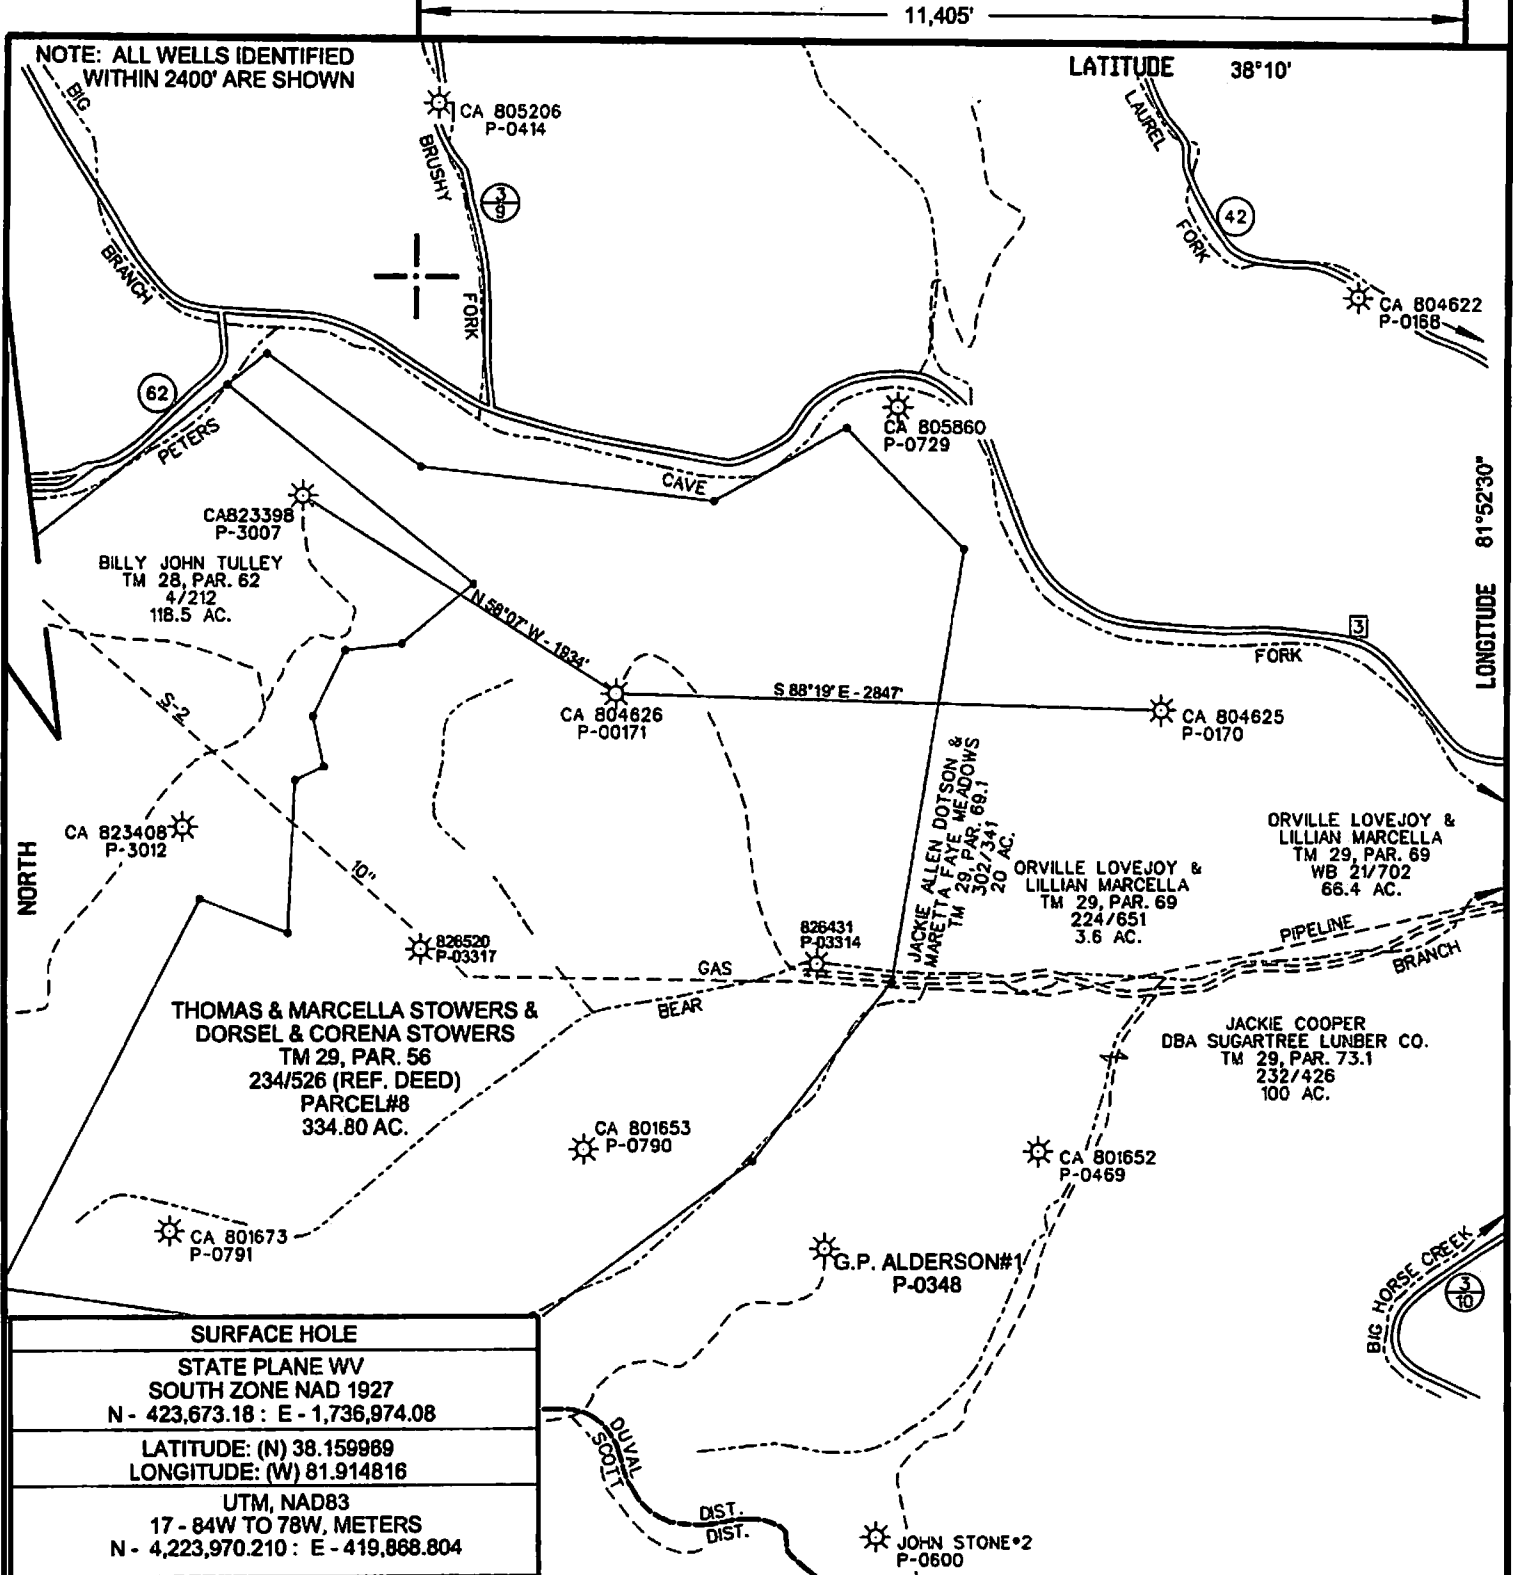 11,405'
NOTE: ALL WELLS IDENTIFIED
WITHIN 2400' ARE SHOWN
LATITUDE 38°10'
BIG
BRANCH
CA 805206
P-0414
BRUSHY
FORK
3
9
LAUREL
FORK
42
CA 804622
P-0168
62
PETERS
CAVE
CA 805860
P-0729
LONGITUDE 81°52'30"
CA823398
P-3007
BILLY JOHN TULLEY
TM 28, PAR. 62
4/212
118.5 AC.
N 58°07' W - 1934'
3
FORK
S 88°19' E - 2847'
CA 804626
P-00171
CA 804625
P-0170
S-2
CA 823408
P-3012
NORTH
10"
JACKIE ALLEN DOTSON &
MARETTA FAYE MEADOWS
TM 29, PAR. 69.1
302/341
20 AC.
ORVILLE LOVEJOY &
LILLIAN MARCELLA
TM 29, PAR. 69
224/651
3.6 AC.
ORVILLE LOVEJOY &
LILLIAN MARCELLA
TM 29, PAR. 69
WB 21/702
66.4 AC.
826520
P-03317
826431
P-03314
GAS
PIPELINE
BEAR
BRANCH
THOMAS & MARCELLA STOWERS &
DORSEL & CORENA STOWERS
TM 29, PAR. 56
234/526 (REF. DEED)
PARCEL#8
334.80 AC.
JACKIE COOPER
DBA SUGARTREE LUNBER CO.
TM 29, PAR. 73.1
232/426
100 AC.
4"
CA 801653
P-0790
CA 801652
P-0469
CA 801673
P-0791
G.P. ALDERSON#1
P-0348
BIG HORSE CREEK
3
10
SURFACE HOLE
STATE PLANE WV
SOUTH ZONE NAD 1927
N - 423,673.18 : E - 1,736,974.08
LATITUDE: (N) 38.159969
LONGITUDE: (W) 81.914816
UTM, NAD83
17 - 84W TO 78W, METERS
N - 4,223,970.210 : E - 419,868.804
DUVAL
SCOTT
DIST.
DIST.
JOHN STONE#2
P-0600